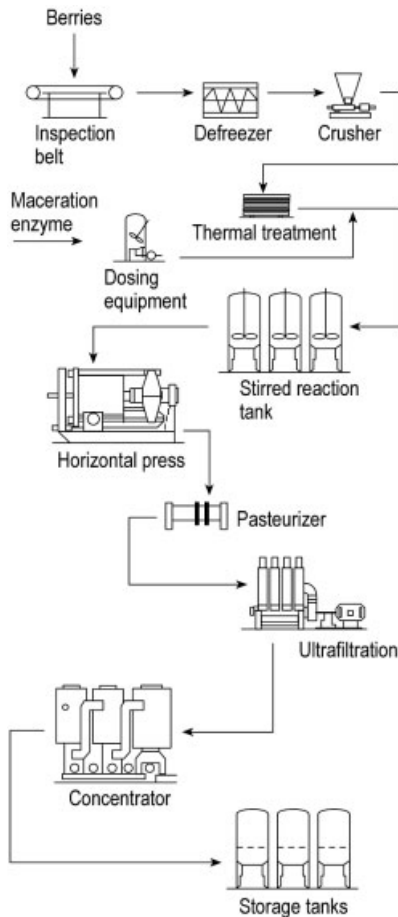 Berries
Inspection
belt
Defreezer
Crusher
Maceration
enzyme
Thermal treatment
Dosing
equipment
Stirred reaction
tank
Horizontal press
Pasteurizer
Ultrafiltration
Concentrator
Storage tanks